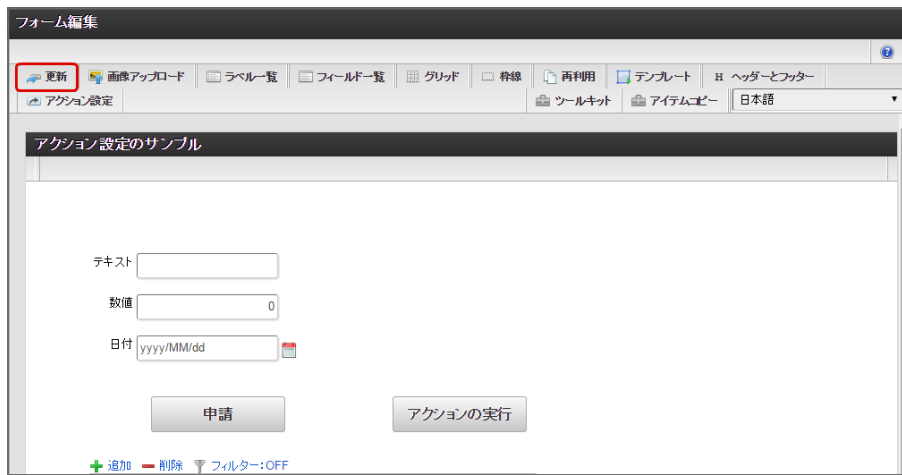 フォーム編集
更新 画像アップロード ラベル一覧 フィールド一覧 グリッド 枠線 再利用 テンプレート H ヘッダーとフッター
アクション設定 ツールキット アイテムコピー 日本語
アクション設定のサンプル
テキスト
数値 0
日付 yyyy/MM/dd
申請 アクションの実行
追加 削除 フィルター:OFF